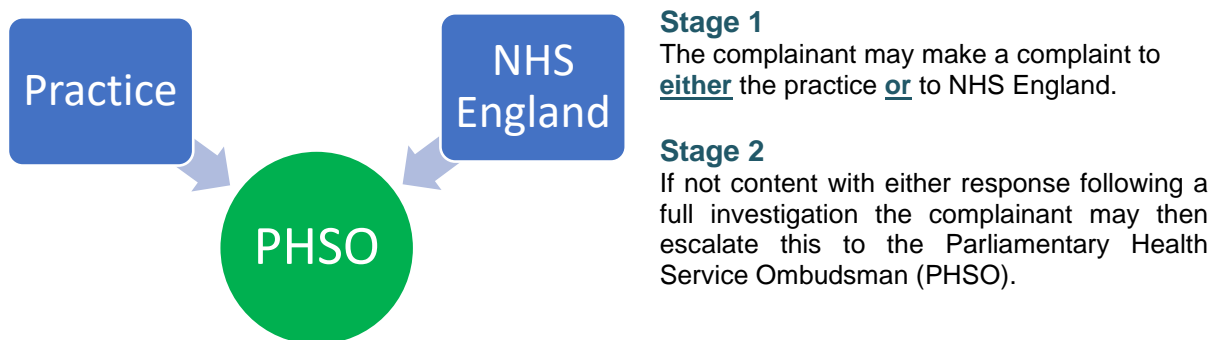 Practice
NHS
England
PHSO
Stage 1
The complainant may make a complaint to
either the practice or to NHS England.
Stage 2
If not content with either response following a
full investigation the complainant may then
escalate this to the Parliamentary Health
Service Ombudsman (PHSO).